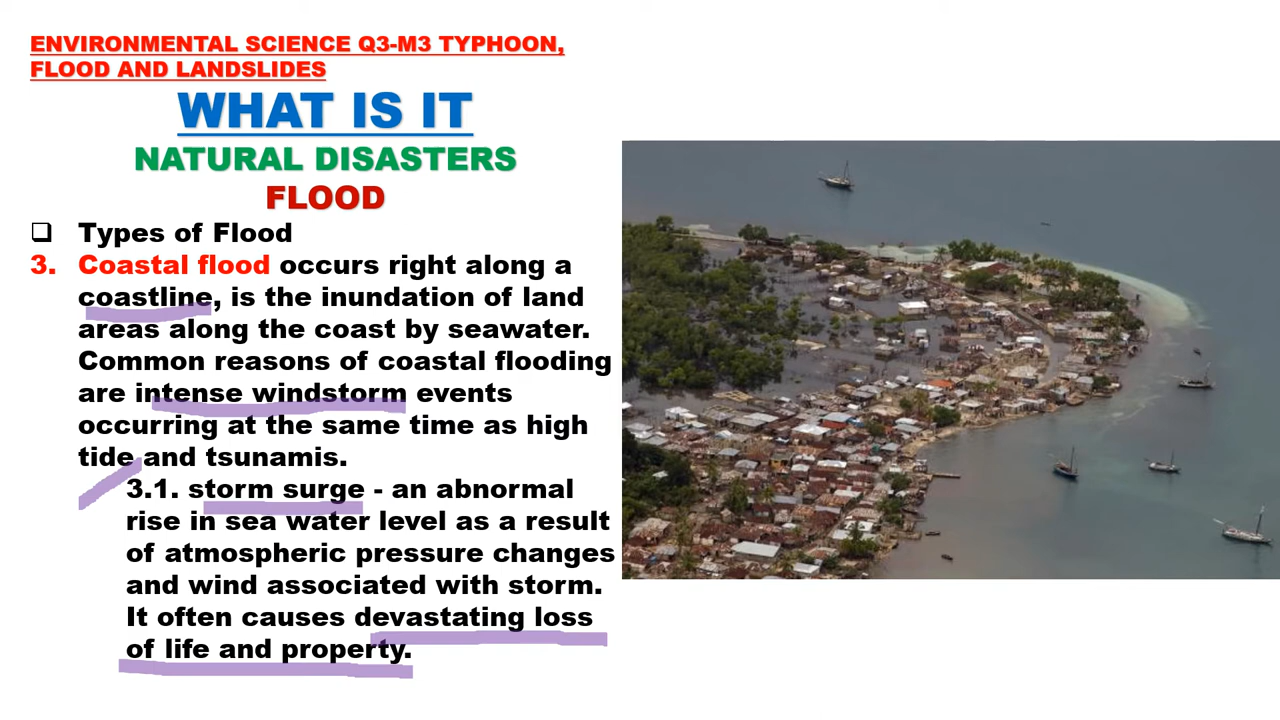 ENVIRONMENTAL SCIENCE Q3-M3 TYPHOON,
FLOOD AND LANDSLIDES
WHAT IS IT
NATURAL DISASTERS
FLOOD
❑ Types of Flood
3. Coastal flood occurs right along a
coastline, is the inundation of land
areas along the coast by seawater.
Common reasons of coastal flooding
are intense windstorm events
occurring at the same time as high
tide and tsunamis.
3.1. storm surge - an abnormal
rise in sea water level as a result
of atmospheric pressure changes
and wind associated with storm.
It often causes devastating loss
of life and property.